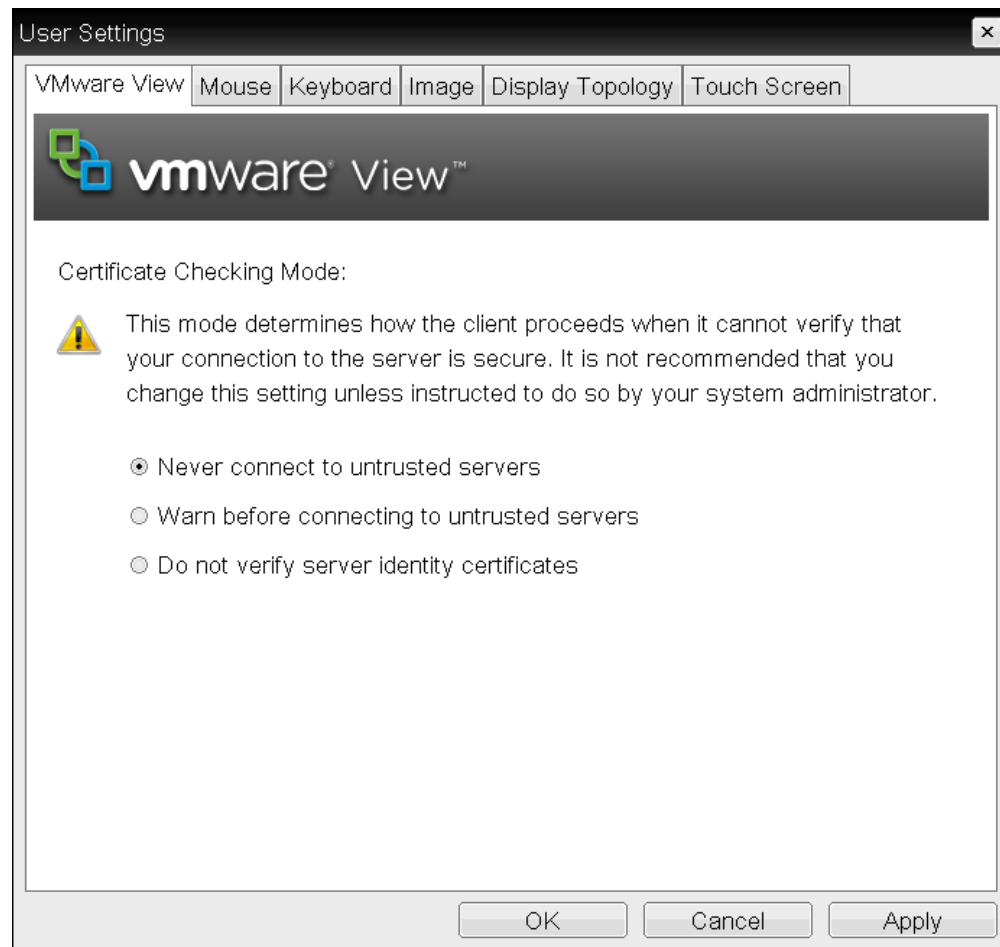 User Settings
VMware View Mouse Keyboard Image Display Topology Touch Screen
vmware® View™
Certificate Checking Mode:
This mode determines how the client proceeds when it cannot verify that
your connection to the server is secure. It is not recommended that you
change this setting unless instructed to do so by your system administrator.
Never connect to untrusted servers
Warn before connecting to untrusted servers
Do not verify server identity certificates
OK Cancel Apply